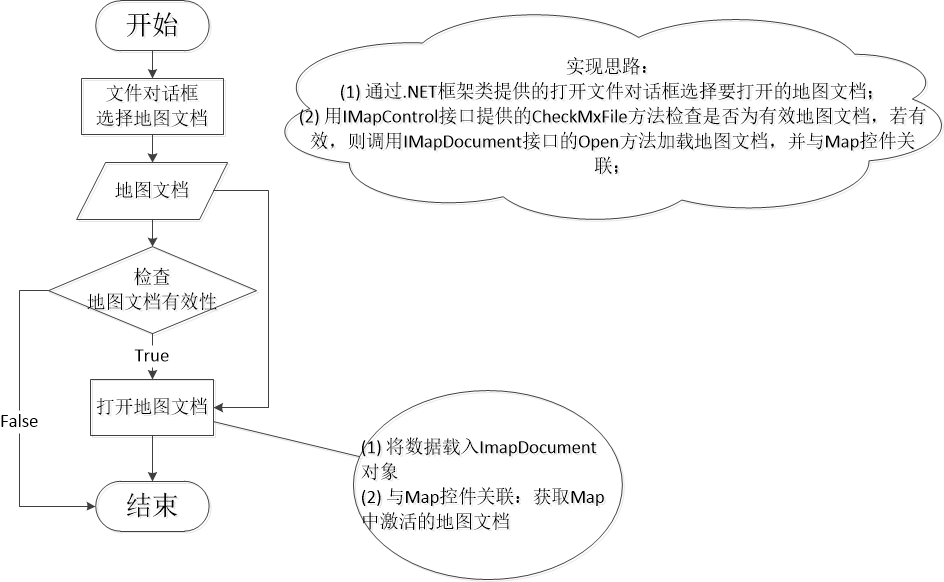 开始
文件对话框
选择地图文档
地图文档
检查
地图文档有效性
True
打开地图文档
False
结束
实现思路：
(1) 通过.NET框架类提供的打开文件对话框选择要打开的地图文档；
(2) 用IMapControl接口提供的CheckMxFile方法检查是否为有效地图文档，若有
效，则调用IMapDocument接口的Open方法加载地图文档，并与Map控件关
联；
(1) 将数据载入ImapDocument
对象
(2) 与Map控件关联：获取Map
中激活的地图文档